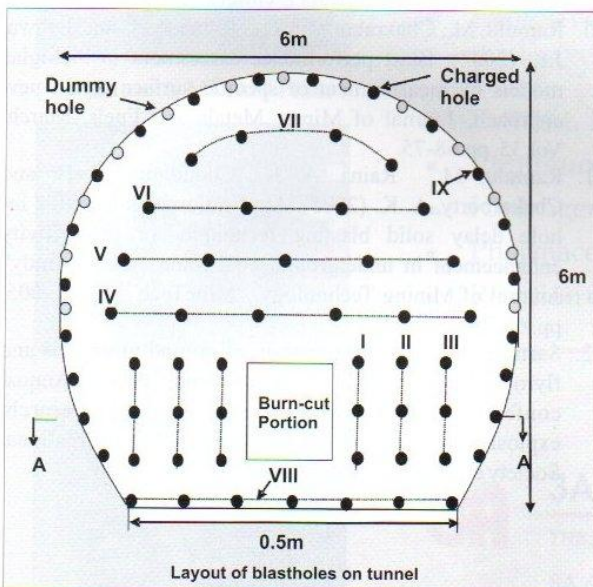 6m
Dummy hole
Charged hole
VII
IX
VI
V
6m
IV
I II III
Burn-cut Portion
A
A
VIII
0.5m
Layout of blastholes on tunnel